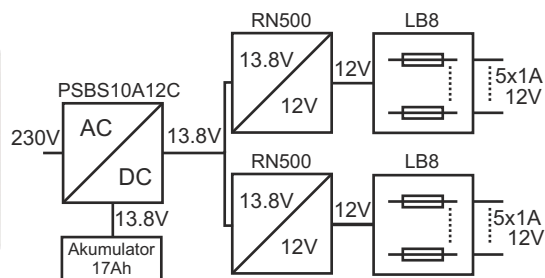 RN500
LB8
13.8V
12V
12V
5x1A
12V
PSBS10A12C
230V
AC
DC
13.8V
13.8V
Akumulator
17Ah
RN500
LB8
13.8V
12V
12V
5x1A
12V